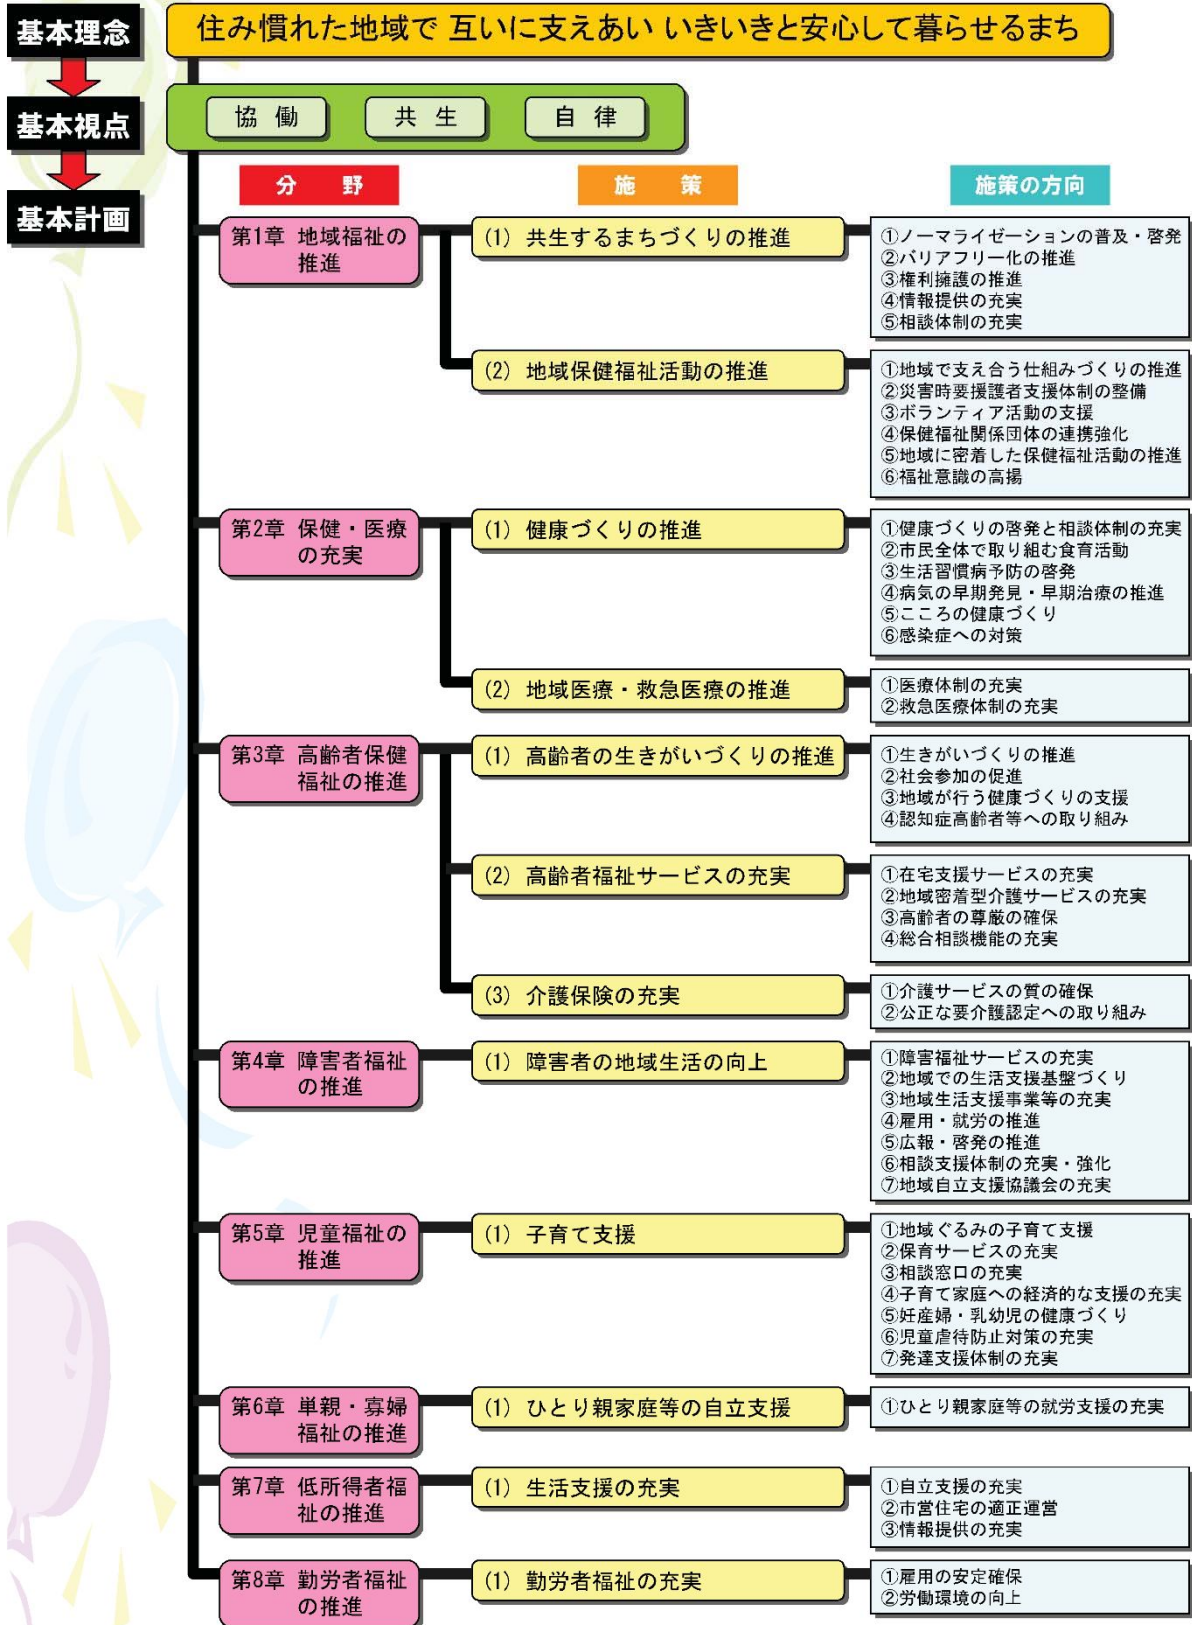 基本理念
住み慣れた地域で 互いに支えあい いきいきと安心して暮らせるまち
基本視点
協 働
共 生
自 律
基本計画
分 野
施 策
施策の方向
第1章 地域福祉の
推進
(1) 共生するまちづくりの推進
①ノーマライゼーションの普及・啓発
②バリアフリー化の推進
③権利擁護の推進
④情報提供の充実
⑤相談体制の充実
(2) 地域保健福祉活動の推進
①地域で支え合う仕組みづくりの推進
②災害時要援護者支援体制の整備
③ボランティア活動の支援
④保健福祉関係団体の連携強化
⑤地域に密着した保健福祉活動の推進
⑥福祉意識の高揚
第2章 保健・医療
の充実
(1) 健康づくりの推進
①健康づくりの啓発と相談体制の充実
②市民全体で取り組む食育活動
③生活習慣病予防の啓発
④病気の早期発見・早期治療の推進
⑤こころの健康づくり
⑥感染症への対策
(2) 地域医療・救急医療の推進
①医療体制の充実
②救急医療体制の充実
第3章 高齢者保健
福祉の推進
(1) 高齢者の生きがいづくりの推進
①生きがいづくりの推進
②社会参加の促進
③地域が行う健康づくりの支援
④認知症高齢者等への取り組み
(2) 高齢者福祉サービスの充実
①在宅支援サービスの充実
②地域密着型介護サービスの充実
③高齢者の尊厳の確保
④総合相談機能の充実
(3) 介護保険の充実
①介護サービスの質の確保
②公正な要介護認定への取り組み
第4章 障害者福祉
の推進
(1) 障害者の地域生活の向上
①障害福祉サービスの充実
②地域での生活支援基盤づくり
③地域生活支援事業等の充実
④雇用・就労の推進
⑤広報・啓発の推進
⑥相談支援体制の充実・強化
⑦地域自立支援協議会の充実
第5章 児童福祉の
推進
(1) 子育て支援
①地域ぐるみの子育て支援
②保育サービスの充実
③相談窓口の充実
④子育て家庭への経済的な支援の充実
⑤妊産婦・乳幼児の健康づくり
⑥児童虐待防止対策の充実
⑦発達支援体制の充実
第6章 単親・寡婦
福祉の推進
(1) ひとり親家庭等の自立支援
①ひとり親家庭等の就労支援の充実
第7章 低所得者福
祉の推進
(1) 生活支援の充実
①自立支援の充実
②市営住宅の適正運営
③情報提供の充実
第8章 勤労者福祉
の推進
(1) 勤労者福祉の充実
①雇用の安定確保
②労働環境の向上